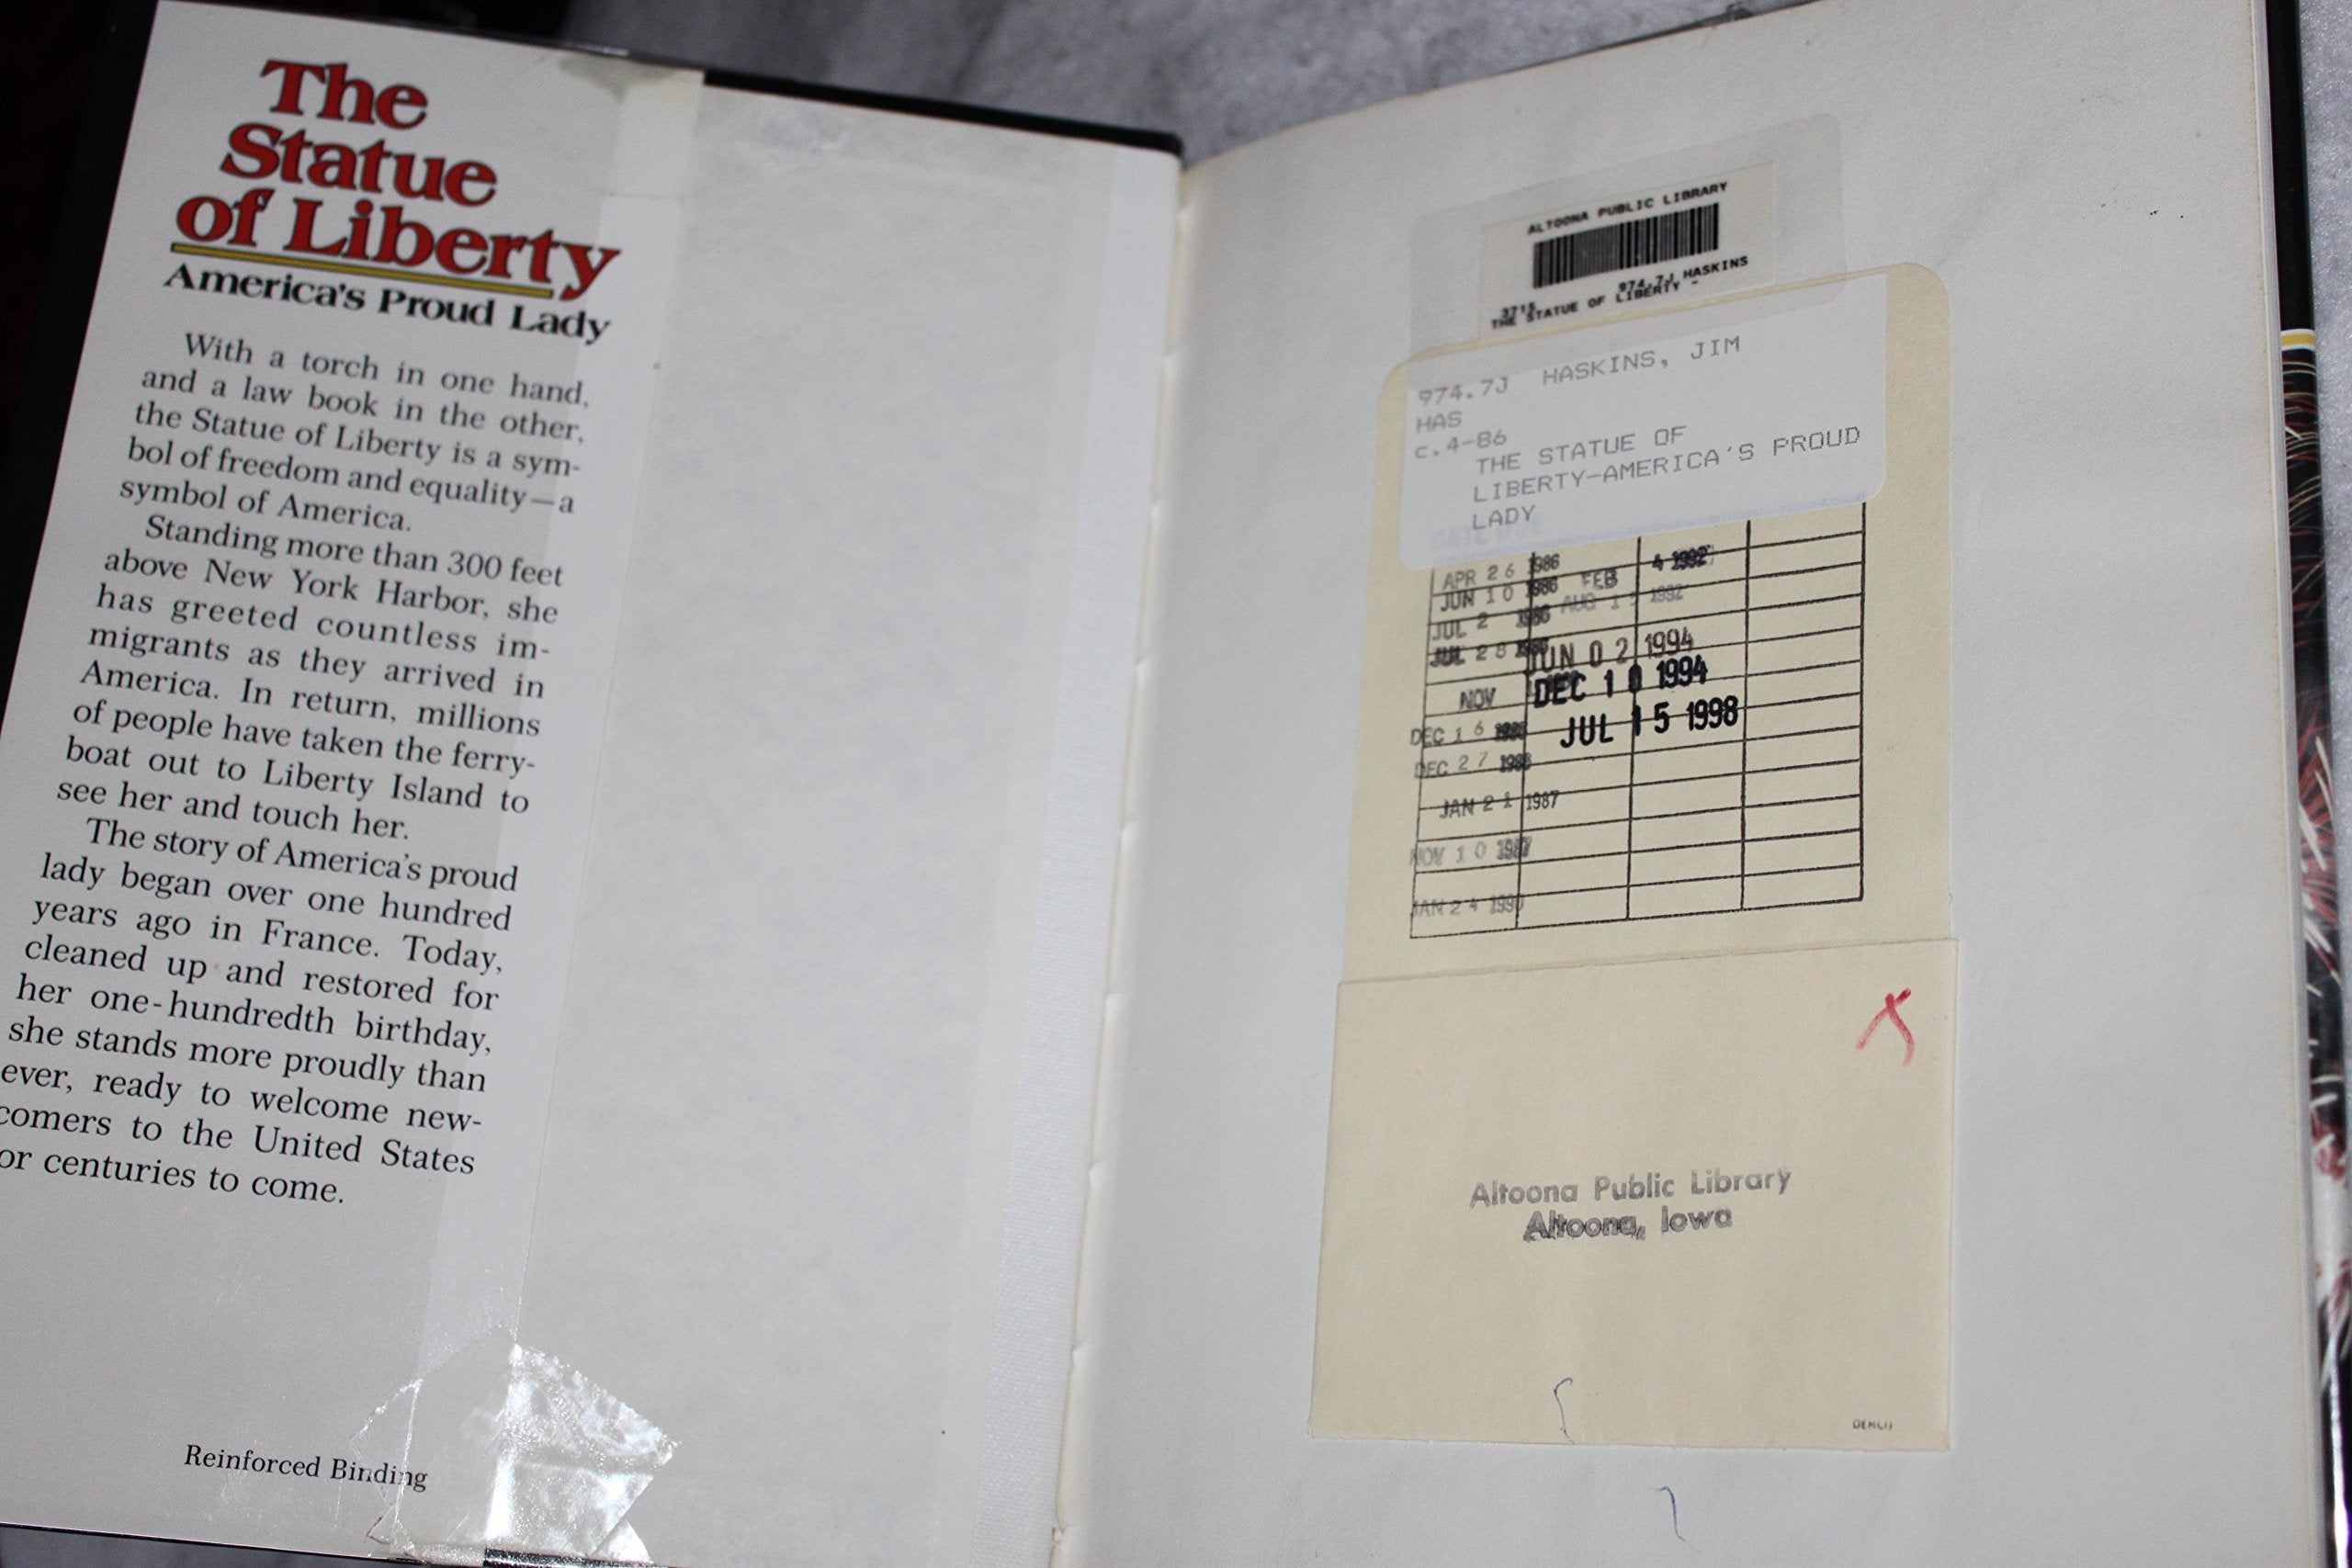 The
Statue
of Liberty
America's Proud Lady
With a torch in one hand,
and a law book in the other,
the Statue of Liberty is a sym-
bol of freedom and equality—a
symbol of America.
Standing more than 300 feet
above New York Harbor, she
has greeted countless im-
migrants as they arrived in
America. In return, millions
of people have taken the ferry-
boat out to Liberty Island to
see her and touch her.
The story of America's proud
lady began over one hundred
years ago in France. Today,
cleaned up and restored for
her one-hundredth birthday,
she stands more proudly than
ever, ready to welcome new-
comers to the United States
or centuries to come.
Reinforced Binding
ALTOONA PUBLIC LIBRARY
3715 974.7J HASKINS
THE STATUE OF LIBERTY -
974.7J HASKINS, JIM
HAS
c.4-86
THE STATUE OF
LIBERTY-AMERICA'S PROUD
LADY
APR 26 1986
JUN 10 1986 FEB 4 1992
JUL 2 1986 AUG 1 1992
JUL 28 1986 JUN 02 1994
NOV DEC 10 1994
DEC 16 JUL 15 1998
DEC 27 1986
JAN 21 1987
NOV 10 1987
JAN 24 1990
Altoona Public Library
Altoona, Iowa